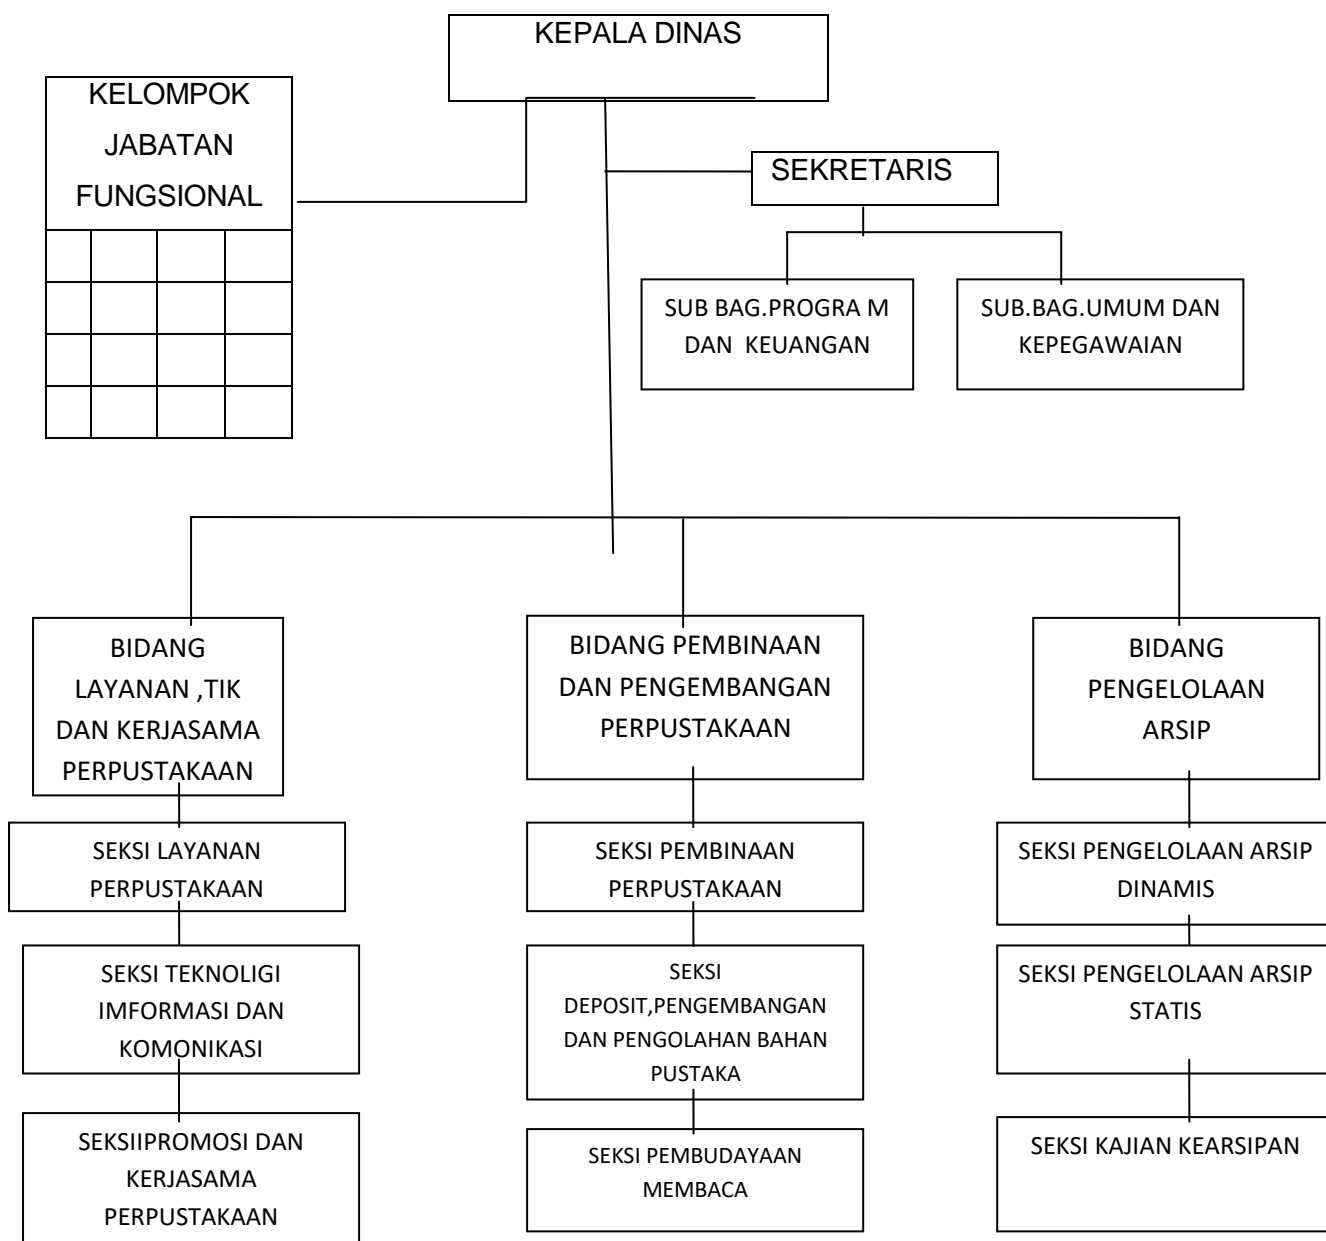 KEPALA DINAS
KELOMPOK
JABATAN
FUNGSIONAL
SEKRETARIS
SUB BAG.PROGRA M
DAN KEUANGAN
SUB.BAG.UMUM DAN
KEPEGAWAIAN
BIDANG
LAYANAN ,TIK
DAN KERJASAMA
PERPUSTAKAAN
BIDANG PEMBINAAN
DAN PENGEMBANGAN
PERPUSTAKAAN
BIDANG
PENGELOLAAN
ARSIP
SEKSI LAYANAN
PERPUSTAKAAN
SEKSI PEMBINAAN
PERPUSTAKAAN
SEKSI PENGELOLAAN ARSIP
DINAMIS
SEKSI TEKNOLIGI
IMFORMASI DAN
KOMONIKASI
SEKSI
DEPOSIT,PENGEMBANGAN
DAN PENGOLAHAN BAHAN
PUSTAKA
SEKSI PENGELOLAAN ARSIP
STATIS
SEKSIIPROMOSI DAN
KERJASAMA
PERPUSTAKAAN
SEKSI PEMBUDAYAAN
MEMBACA
SEKSI KAJIAN KEARSIPAN